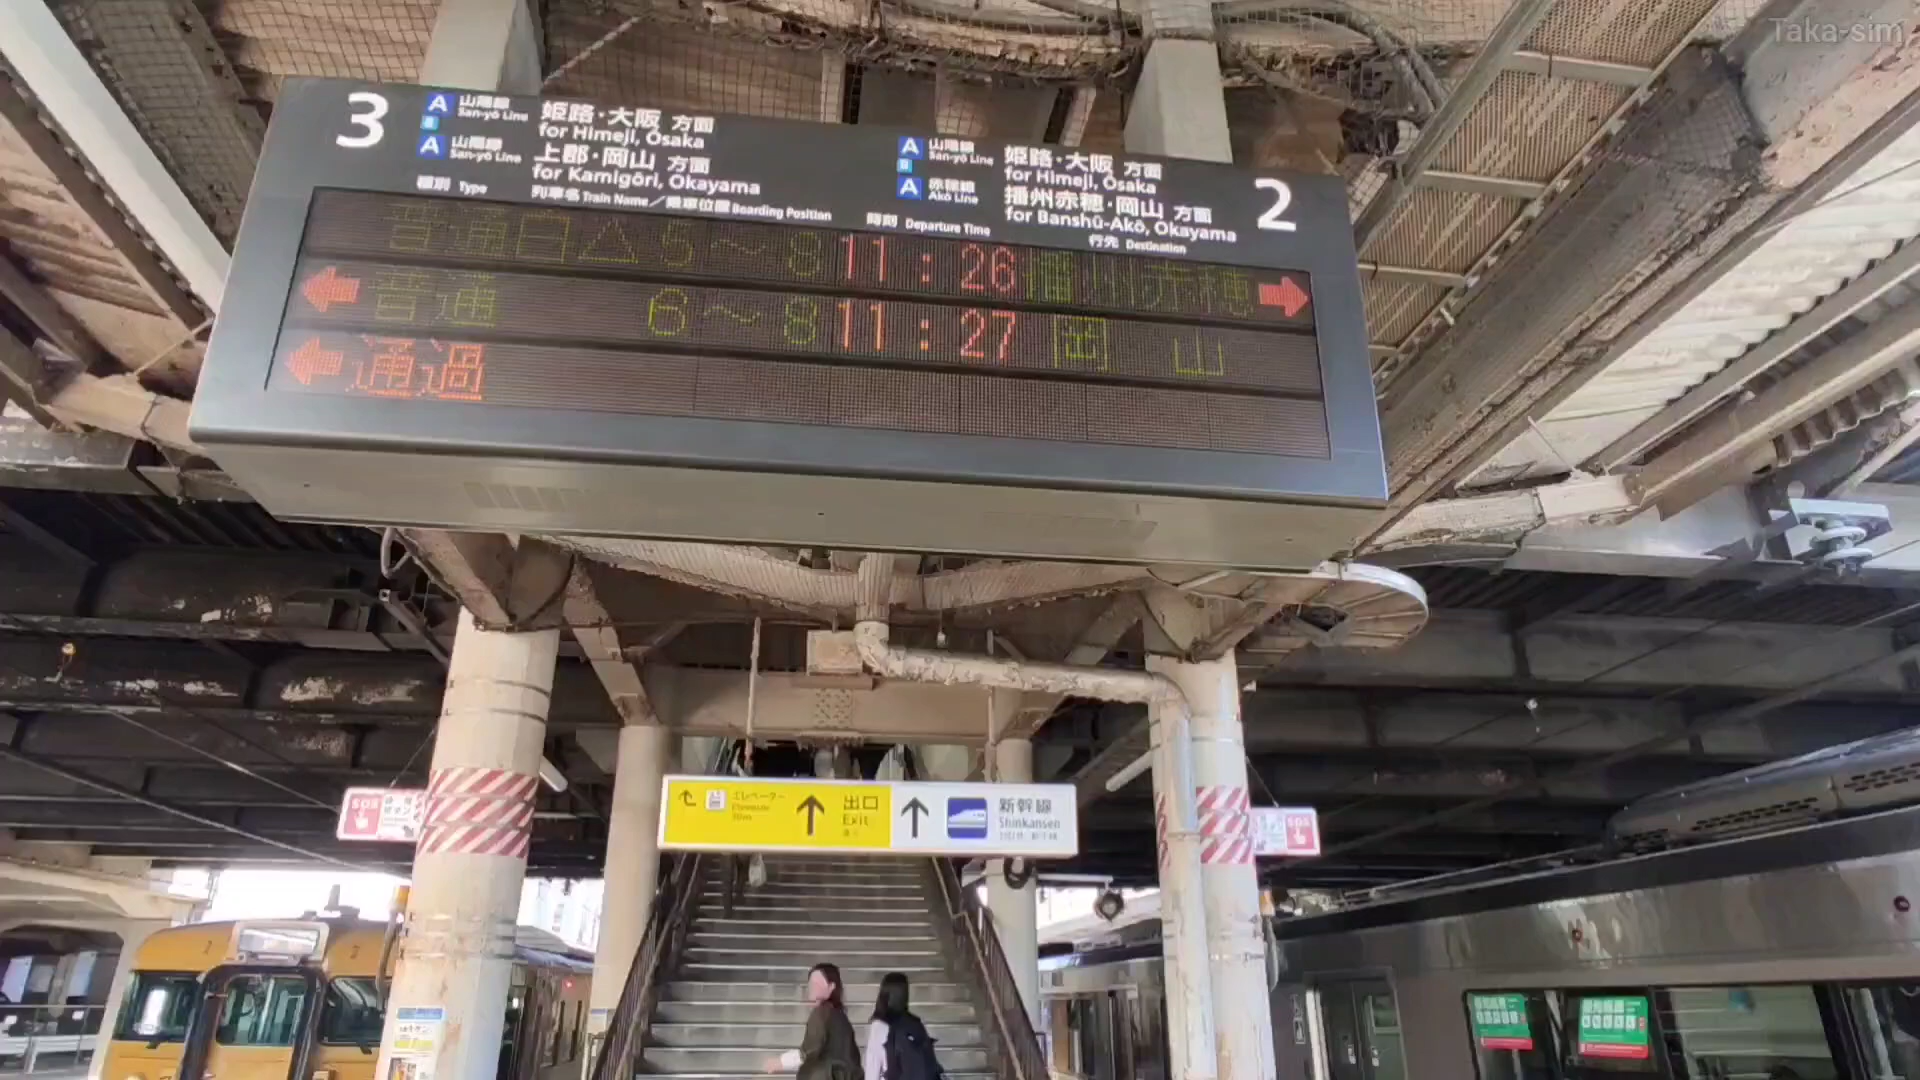 Taka-sim
3
A 山陽線 San-yō Line 姫路・大阪 方面
for Himeji, Ōsaka
A 山陽線 San-yō Line 上郡・岡山 方面
for Kamigōri, Okayama
A 山陽線 San-yō Line 姫路・大阪 方面
for Himeji, Ōsaka
A 赤穂線 Akō Line 播州赤穂・岡山 方面
for Banshū-Akō, Okayama
2
種別 Type 列車名 Train Name/乗車位置 Boarding Position 時刻 Departure Time 行先 Destination
普通白△ 5～8 11:26 播州赤穂
普通 6～8 11:27 岡山
通過
エレベーター
出口
Exit
新幹線
Shinkansen
SOS
SOS